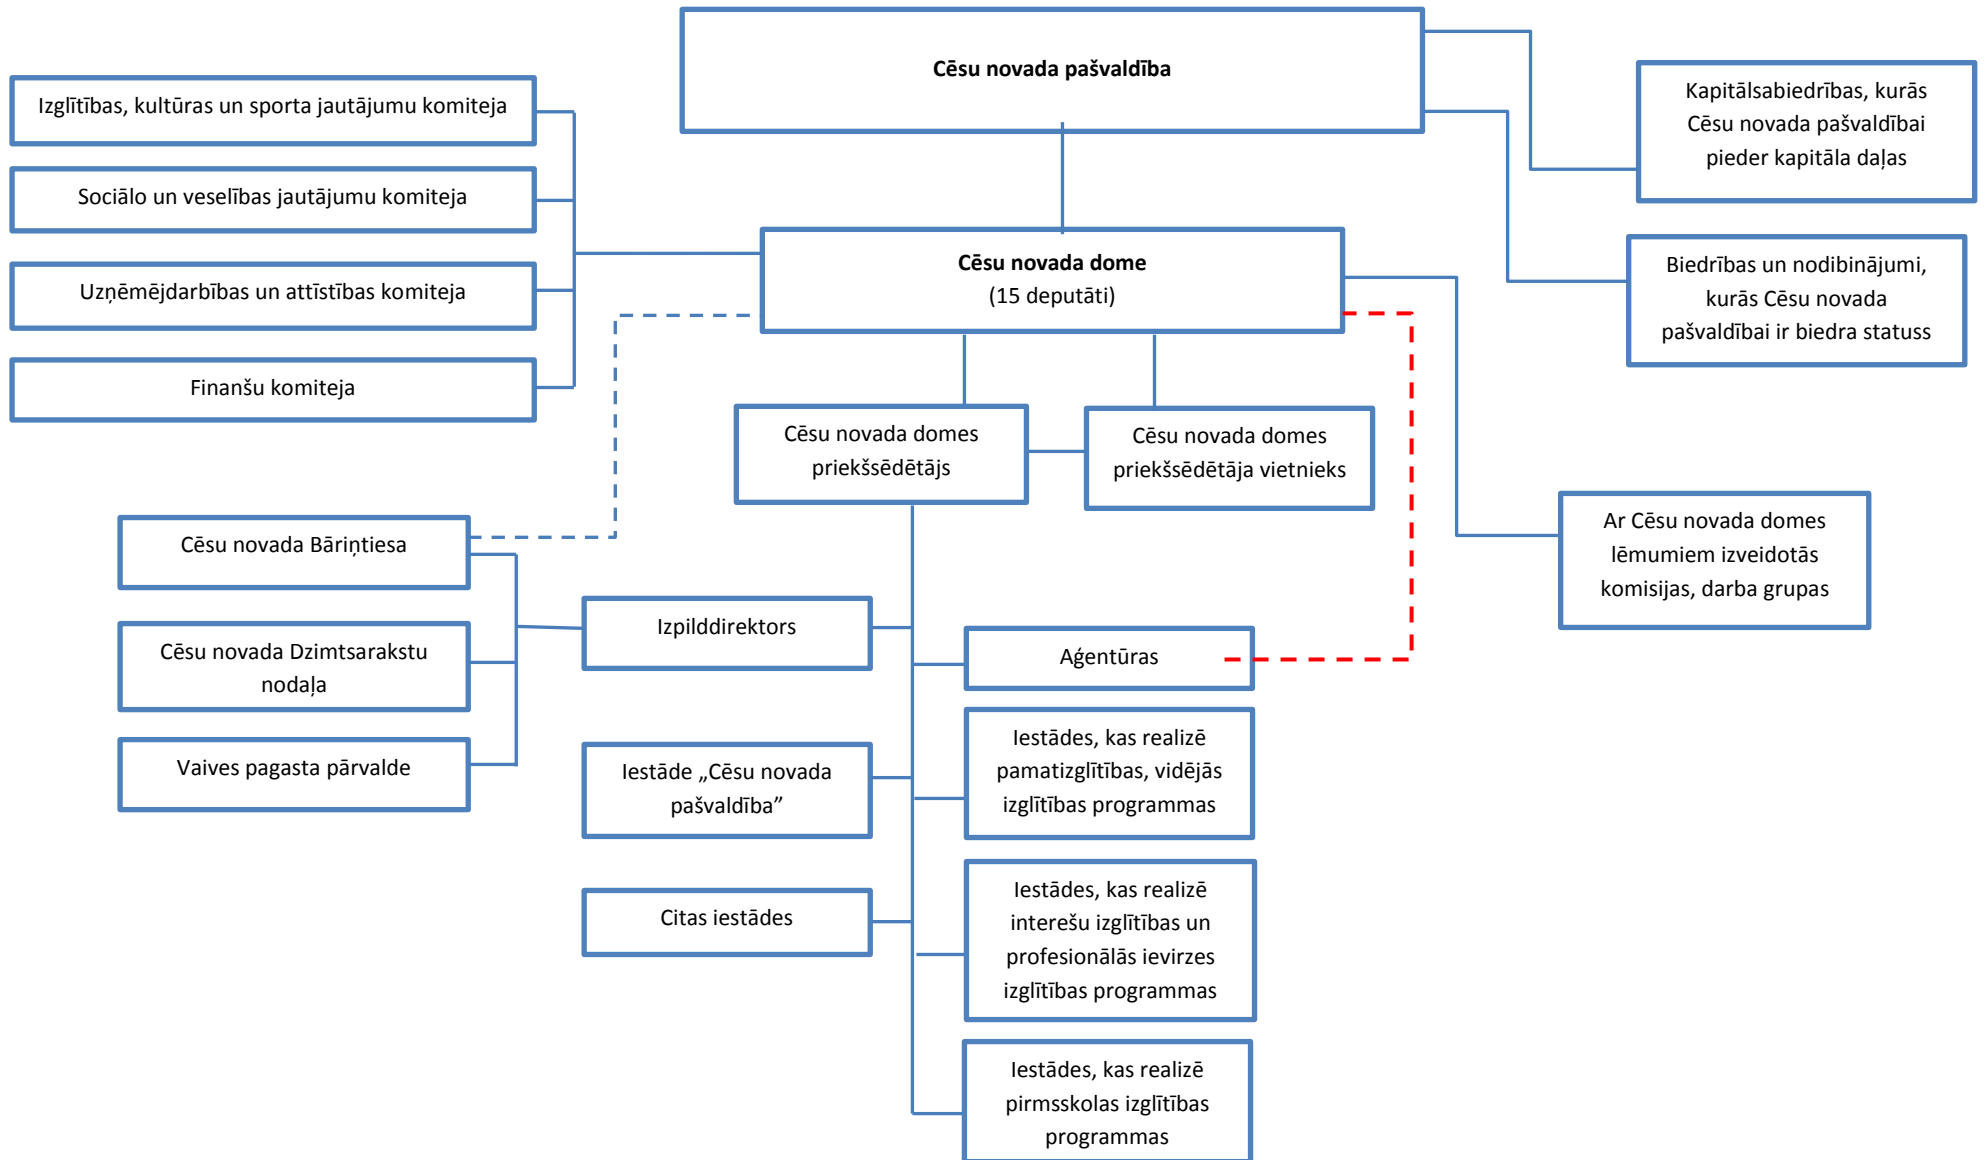 Cēsu novada pašvaldība
Izglītības, kultūras un sporta jautājumu komiteja
Sociālo un veselības jautājumu komiteja
Uzņēmējdarbības un attīstības komiteja
Finanšu komiteja
Kapitālsabiedrības, kurās
Cēsu novada pašvaldībai
pieder kapitāla daļas
Biedrības un nodibinājumi,
kurās Cēsu novada
pašvaldībai ir biedra statuss
Cēsu novada dome
(15 deputāti)
Cēsu novada domes
priekšsēdētājs
Cēsu novada domes
priekšsēdētāja vietnieks
Ar Cēsu novada domes
lēmumiem izveidotās
komisijas, darba grupas
Cēsu novada Bāriņtiesa
Cēsu novada Dzimtsarakstu
nodaļa
Vaives pagasta pārvalde
Izpilddirektors
Iestāde „Cēsu novada
pašvaldība”
Citas iestādes
Aģentūras
Iestādes, kas realizē
pamatizglītības, vidējās
izglītības programmas
Iestādes, kas realizē
interešu izglītības un
profesionālās ievirzes
izglītības programmas
Iestādes, kas realizē
pirmsskolas izglītības
programmas